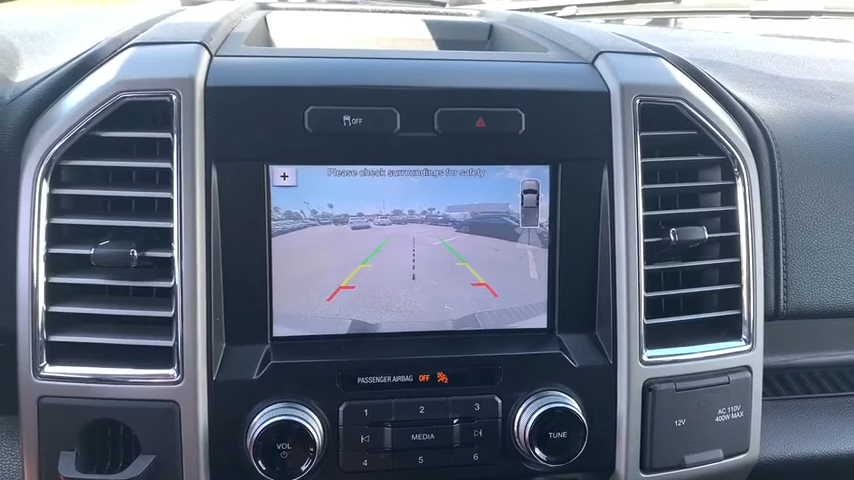 OFF
Please check surroundings for safety
+
PASSENGER AIRBAG OFF
1 2 3
VOL
MEDIA
TUNE
4 5 6
12V
AC 110V
400W MAX